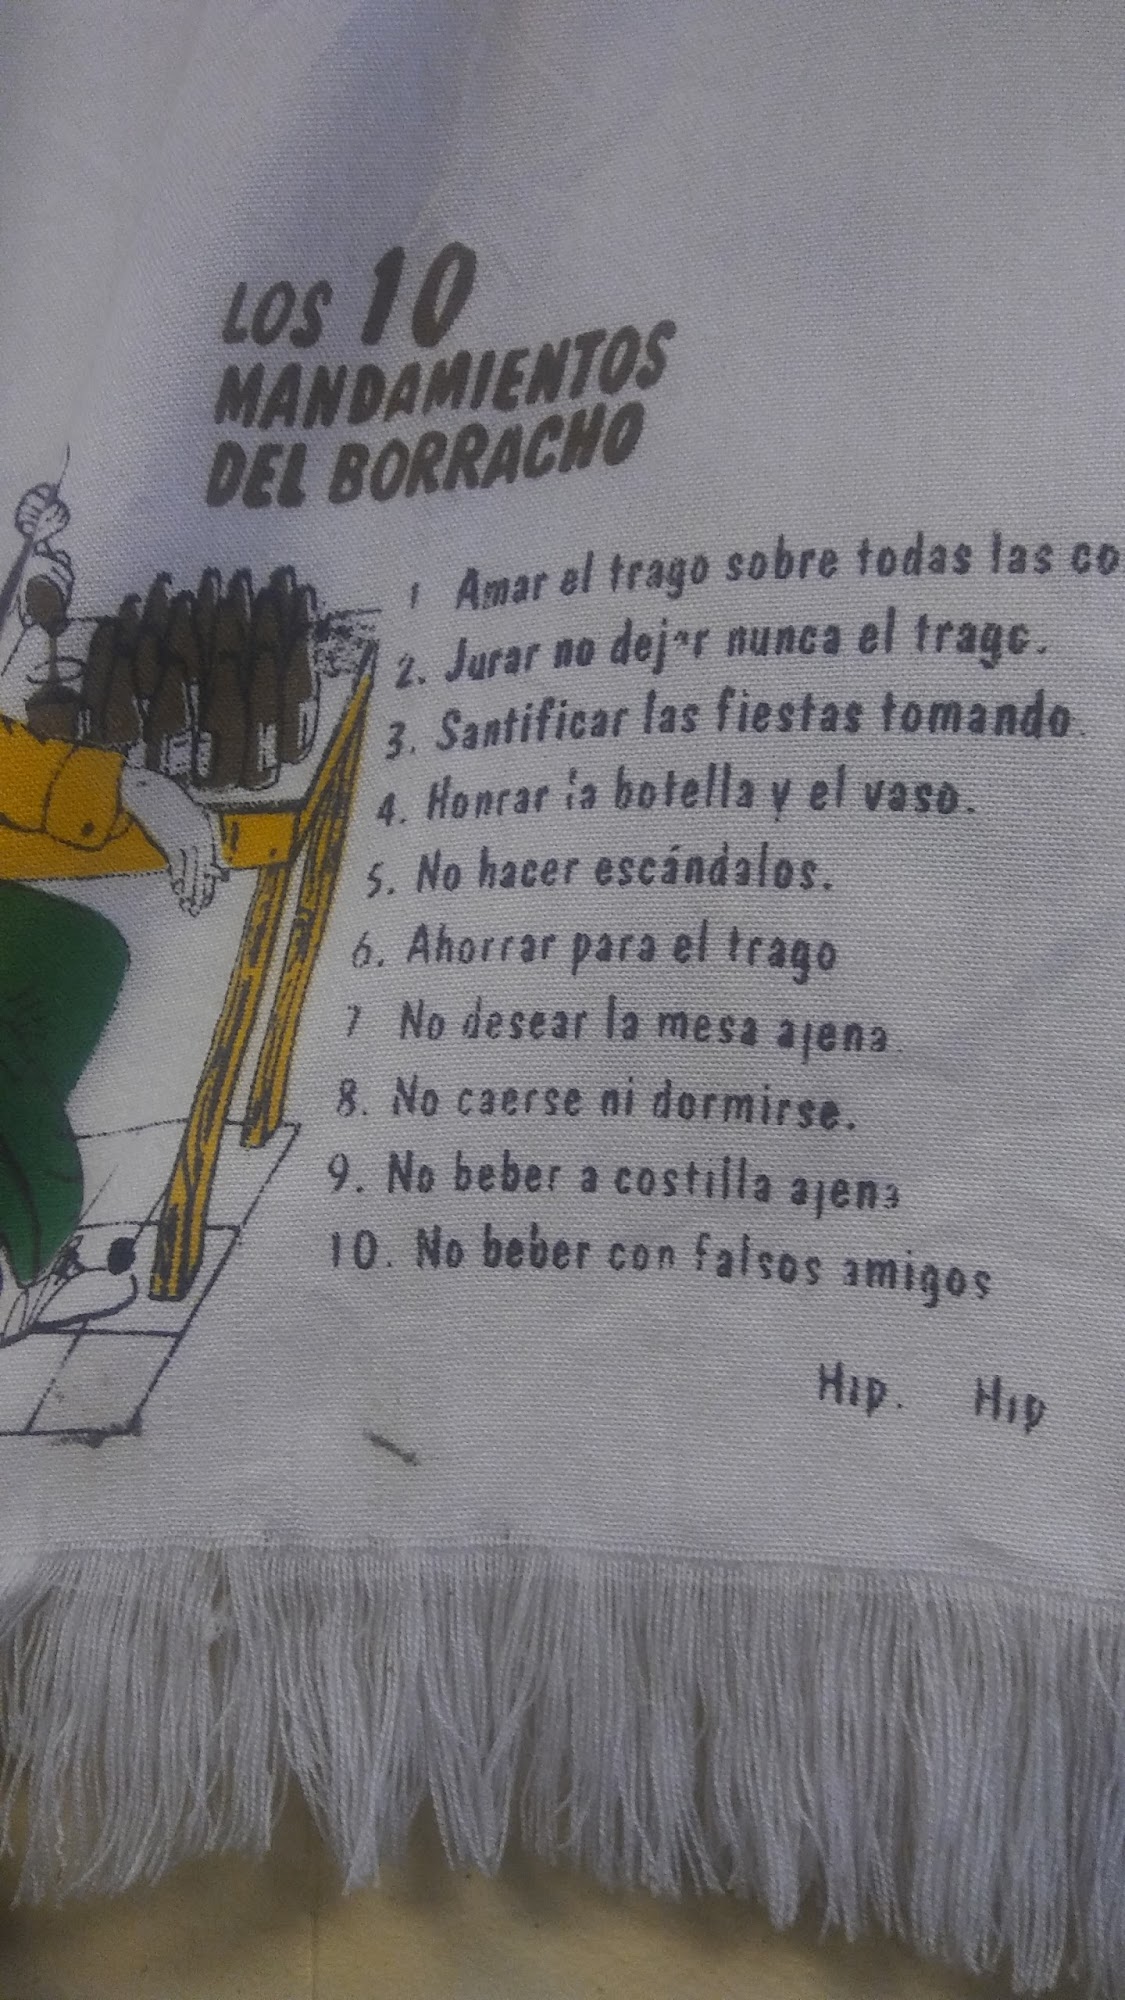 LOS 10
MANDAMIENTOS
DEL BORRACHO
1 Amar el trago sobre todas las co
2. Jurar no dejar nunca el trago.
3. Santificar las fiestas tomando.
4. Honrar la botella y el vaso.
5. No hacer escándalos.
6. Ahorrar para el trago
7 No desear la mesa ajena.
8. No caerse ni dormirse.
9. No beber a costilla ajena
10. No beber con falsos amigos
Hip. Hip